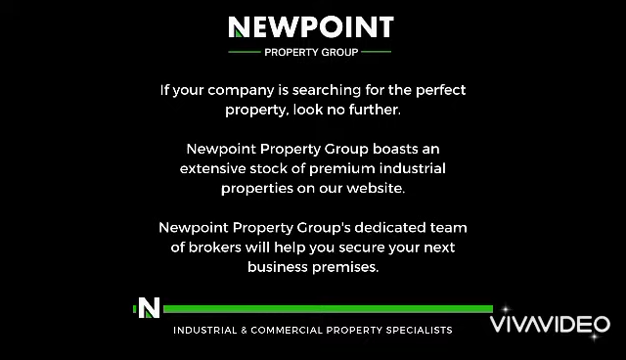 NEWPOINT
PROPERTY GROUP
If your company is searching for the perfect
property, look no further.
Newpoint Property Group boasts an
extensive stock of premium industrial
properties on our website.
Newpoint Property Group's dedicated team
of brokers will help you secure your next
business premises.
N
INDUSTRIAL & COMMERCIAL PROPERTY SPECIALISTS
VIVAVIDEO